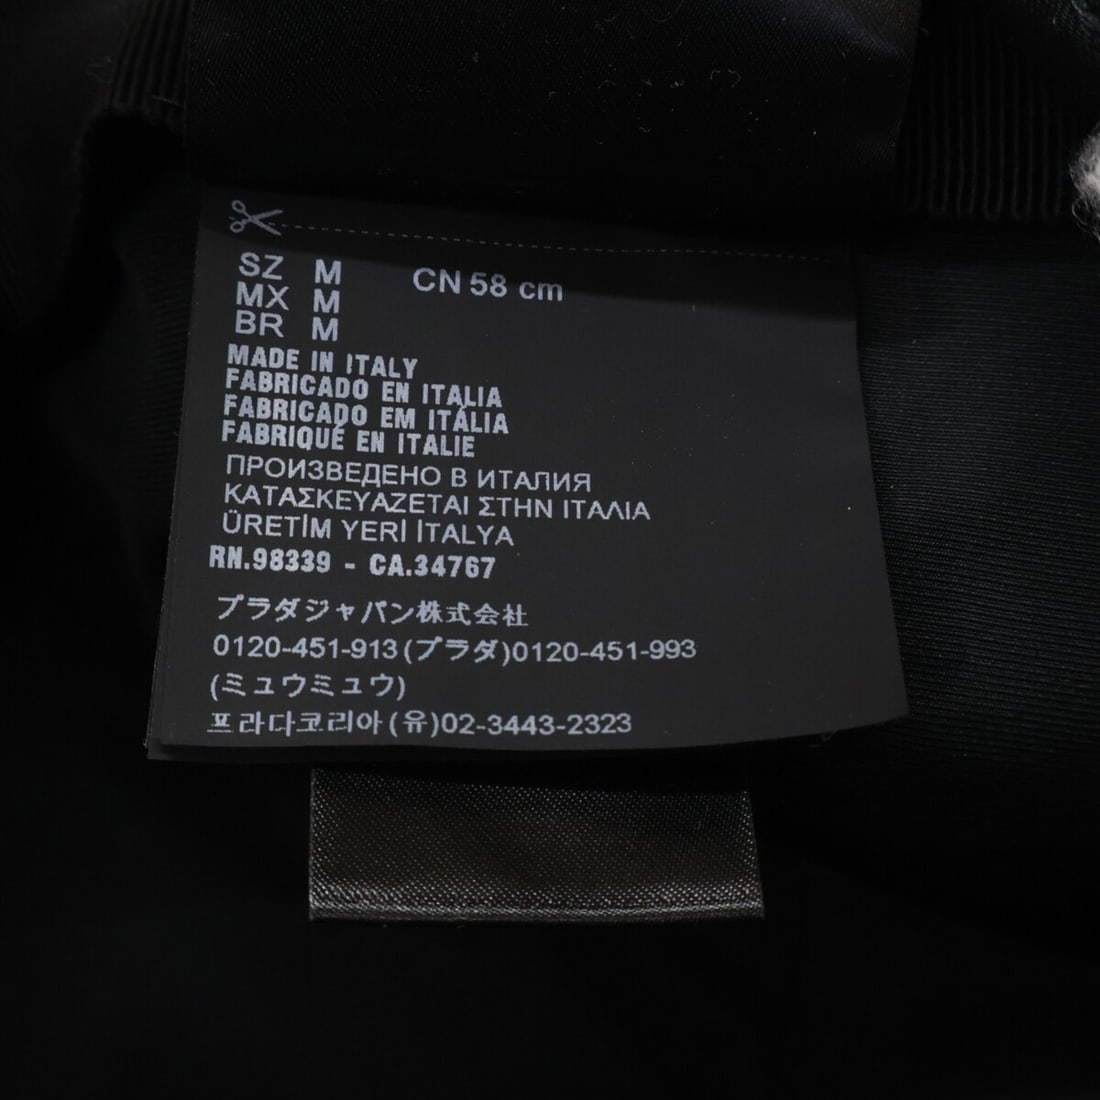 SZ M CN 58 cm
MX M
BR M
MADE IN ITALY
FABRICADO EN ITALIA
FABRICADO EM ITÁLIA
FABRIQUÉ EN ITALIE
ПРОИЗВЕДЕНО В ИТАЛИЯ
ΚΑΤΑΣΚΕΥΑΖΕΤΑΙ ΣΤΗΝ ΙΤΑΛΙΑ
ÜRETİM YERİ İTALYA
RN.98339 - CA.34767
プラダジャパン株式会社
0120-451-913(プラダ)0120-451-993
(ミュウミュウ)
프라다코리아(유)02-3443-2323